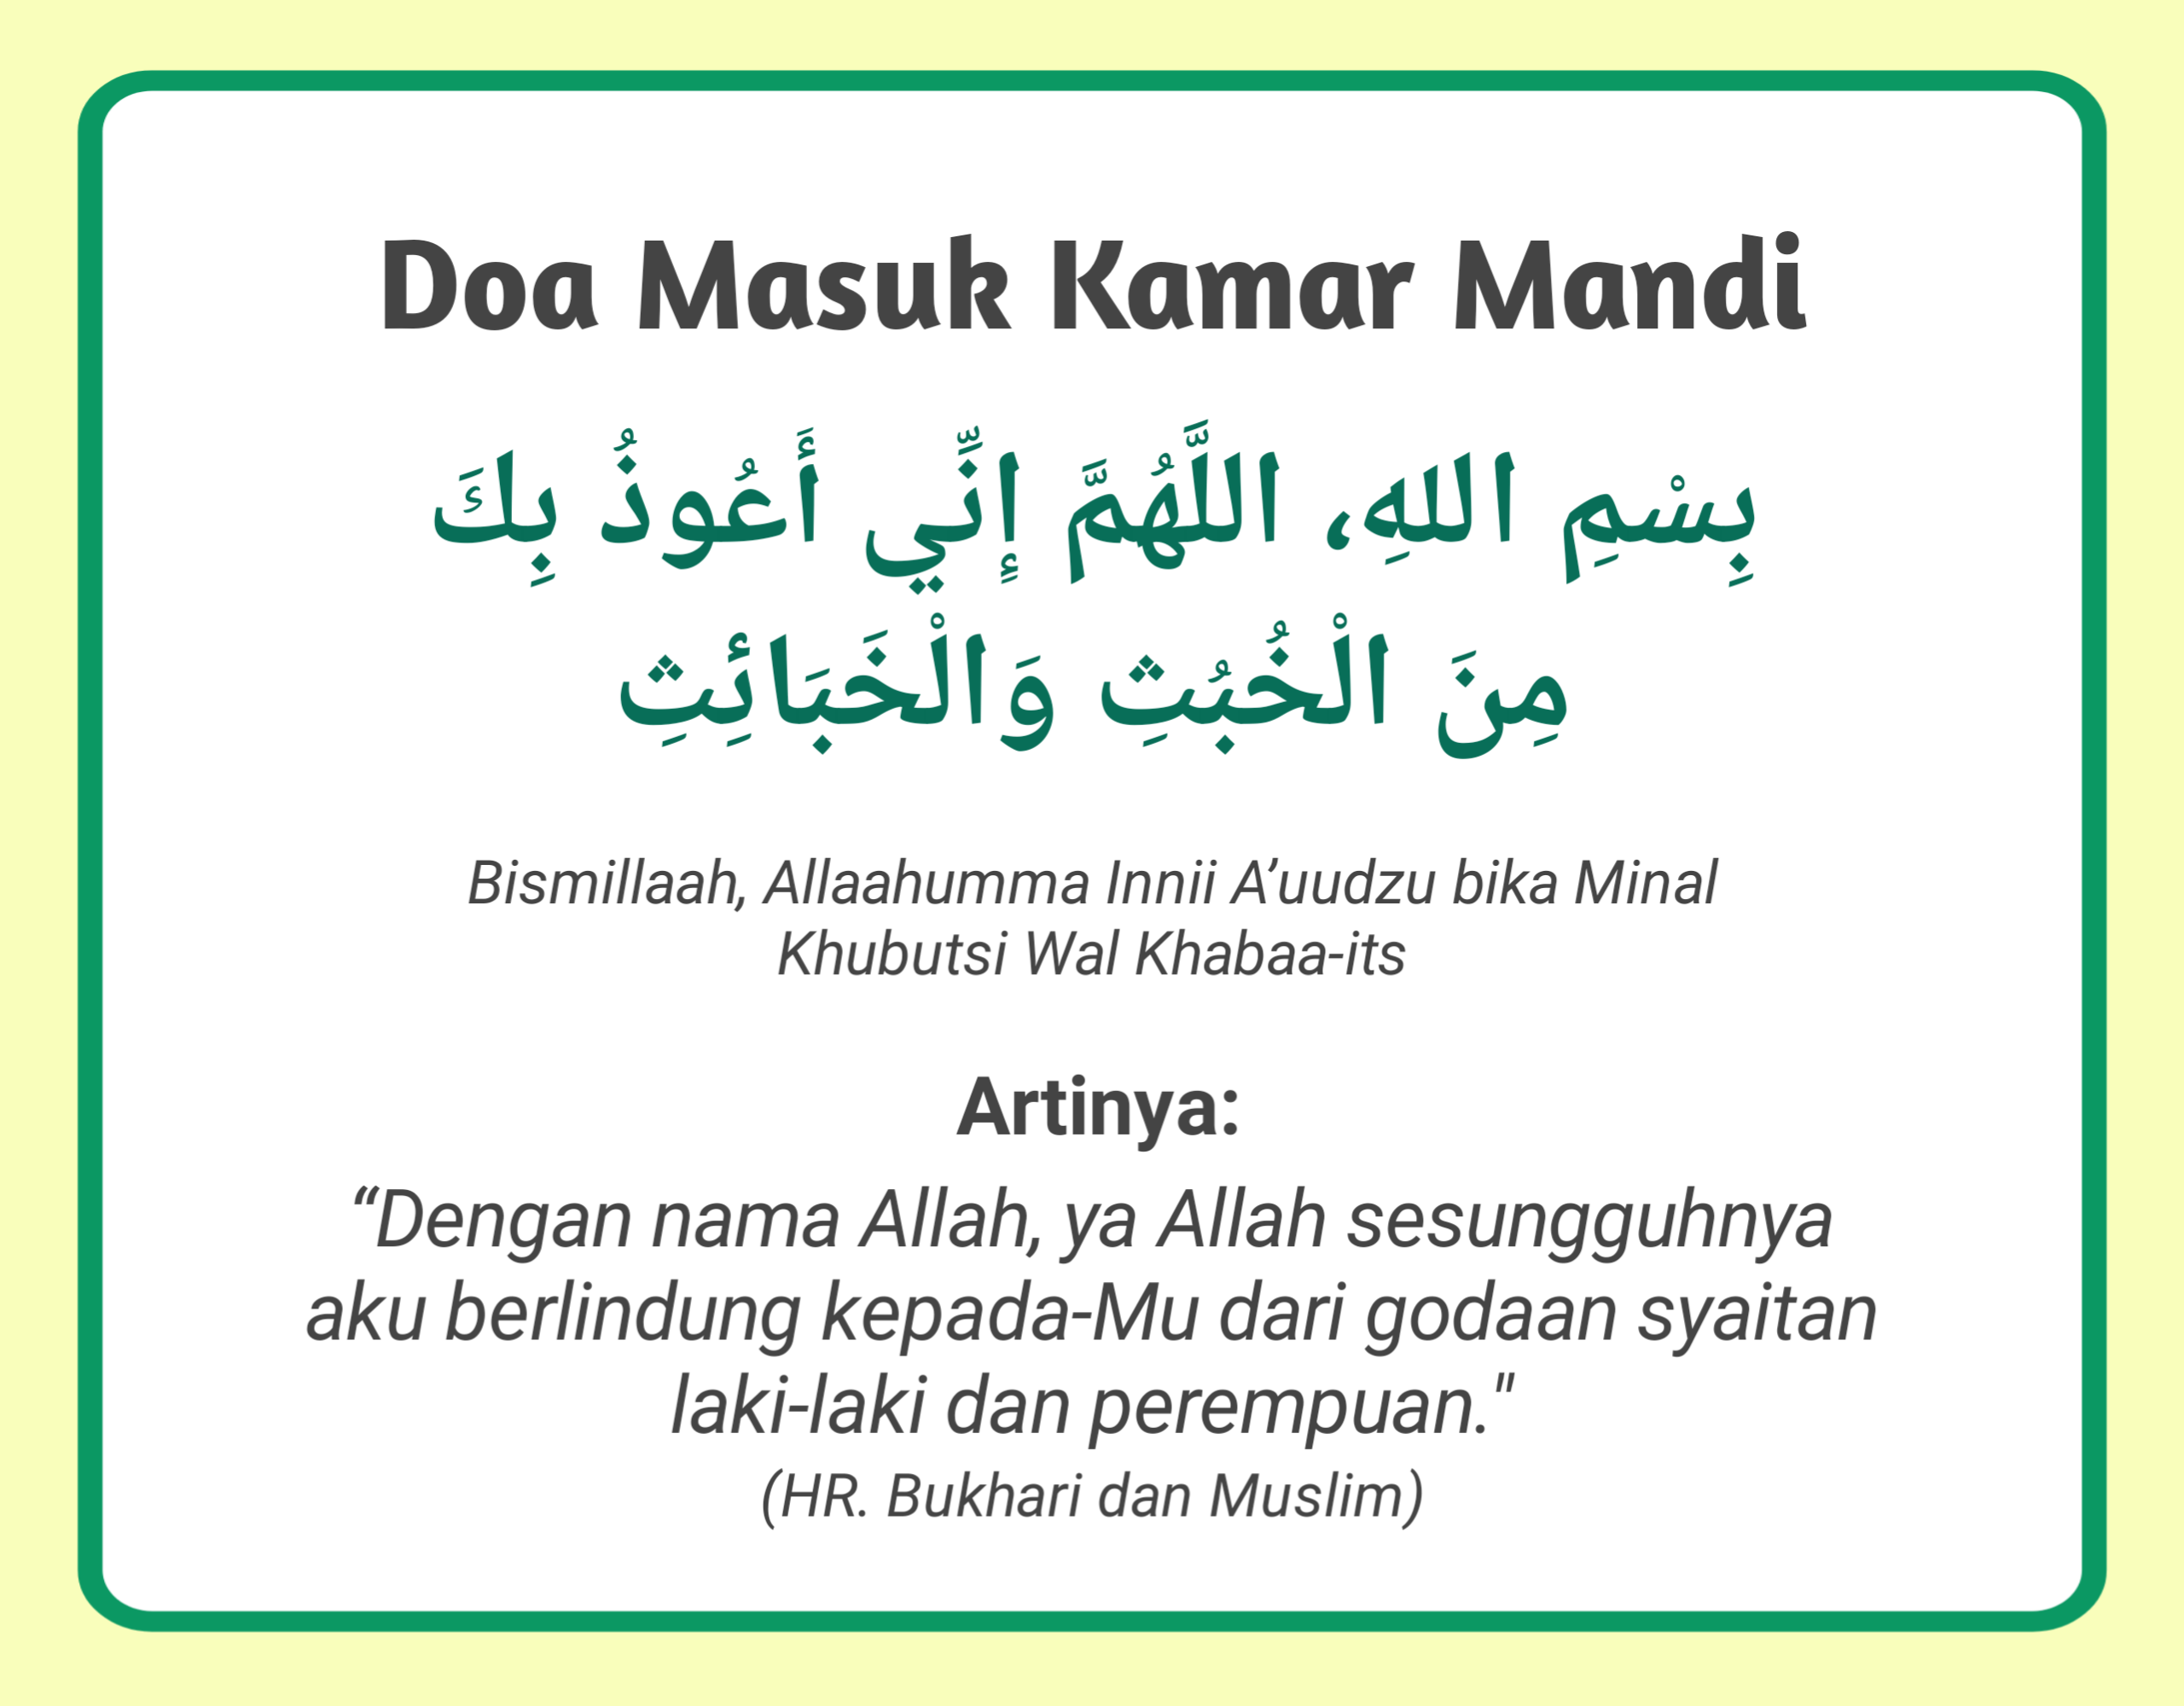 Doa Masuk Kamar Mandi
بِسْمِ اللهِ، اللَّهُمَّ إِنِّي أَعُوذُ بِكَ
مِنَ الْخُبُثِ وَالْخَبَائِثِ
Bismillaah, Allaahumma Innii A’uudzu bika Minal
Khubutsi Wal Khabaa-its
Artinya:
“Dengan nama Allah, ya Allah sesungguhnya
aku berlindung kepada-Mu dari godaan syaitan
laki-laki dan perempuan."
(HR. Bukhari dan Muslim)